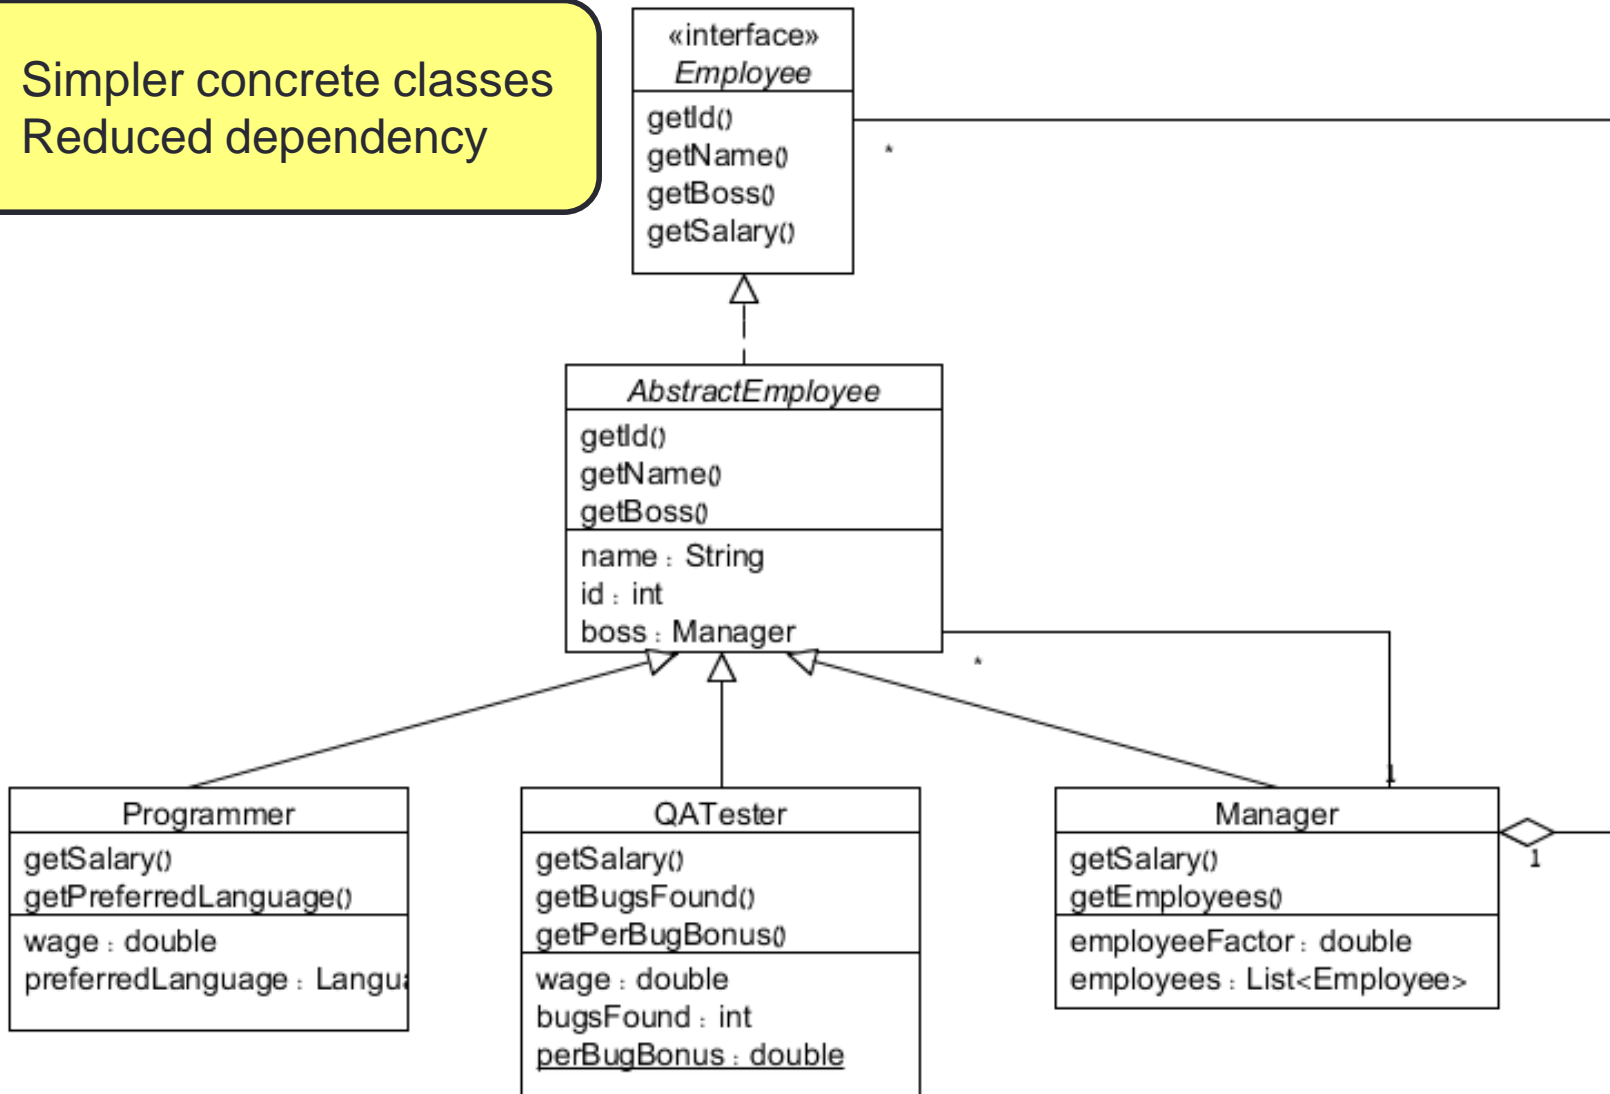 Simpler concrete classes
Reduced dependency
«interface»
Employee
getId()
getName()
getBoss()
getSalary()
*
AbstractEmployee
getId()
getName()
getBoss()
name : String
id : int
boss : Manager
*
1
Programmer
getSalary()
getPreferredLanguage()
wage : double
preferredLanguage :
QATester
getSalary()
getBugsFound()
getPerBugBonus()
wage : double
bugsFound : int
perBugBonus : double
Manager
getSalary()
getEmployees()
employeeFactor : double
employees : List<Employee>
1